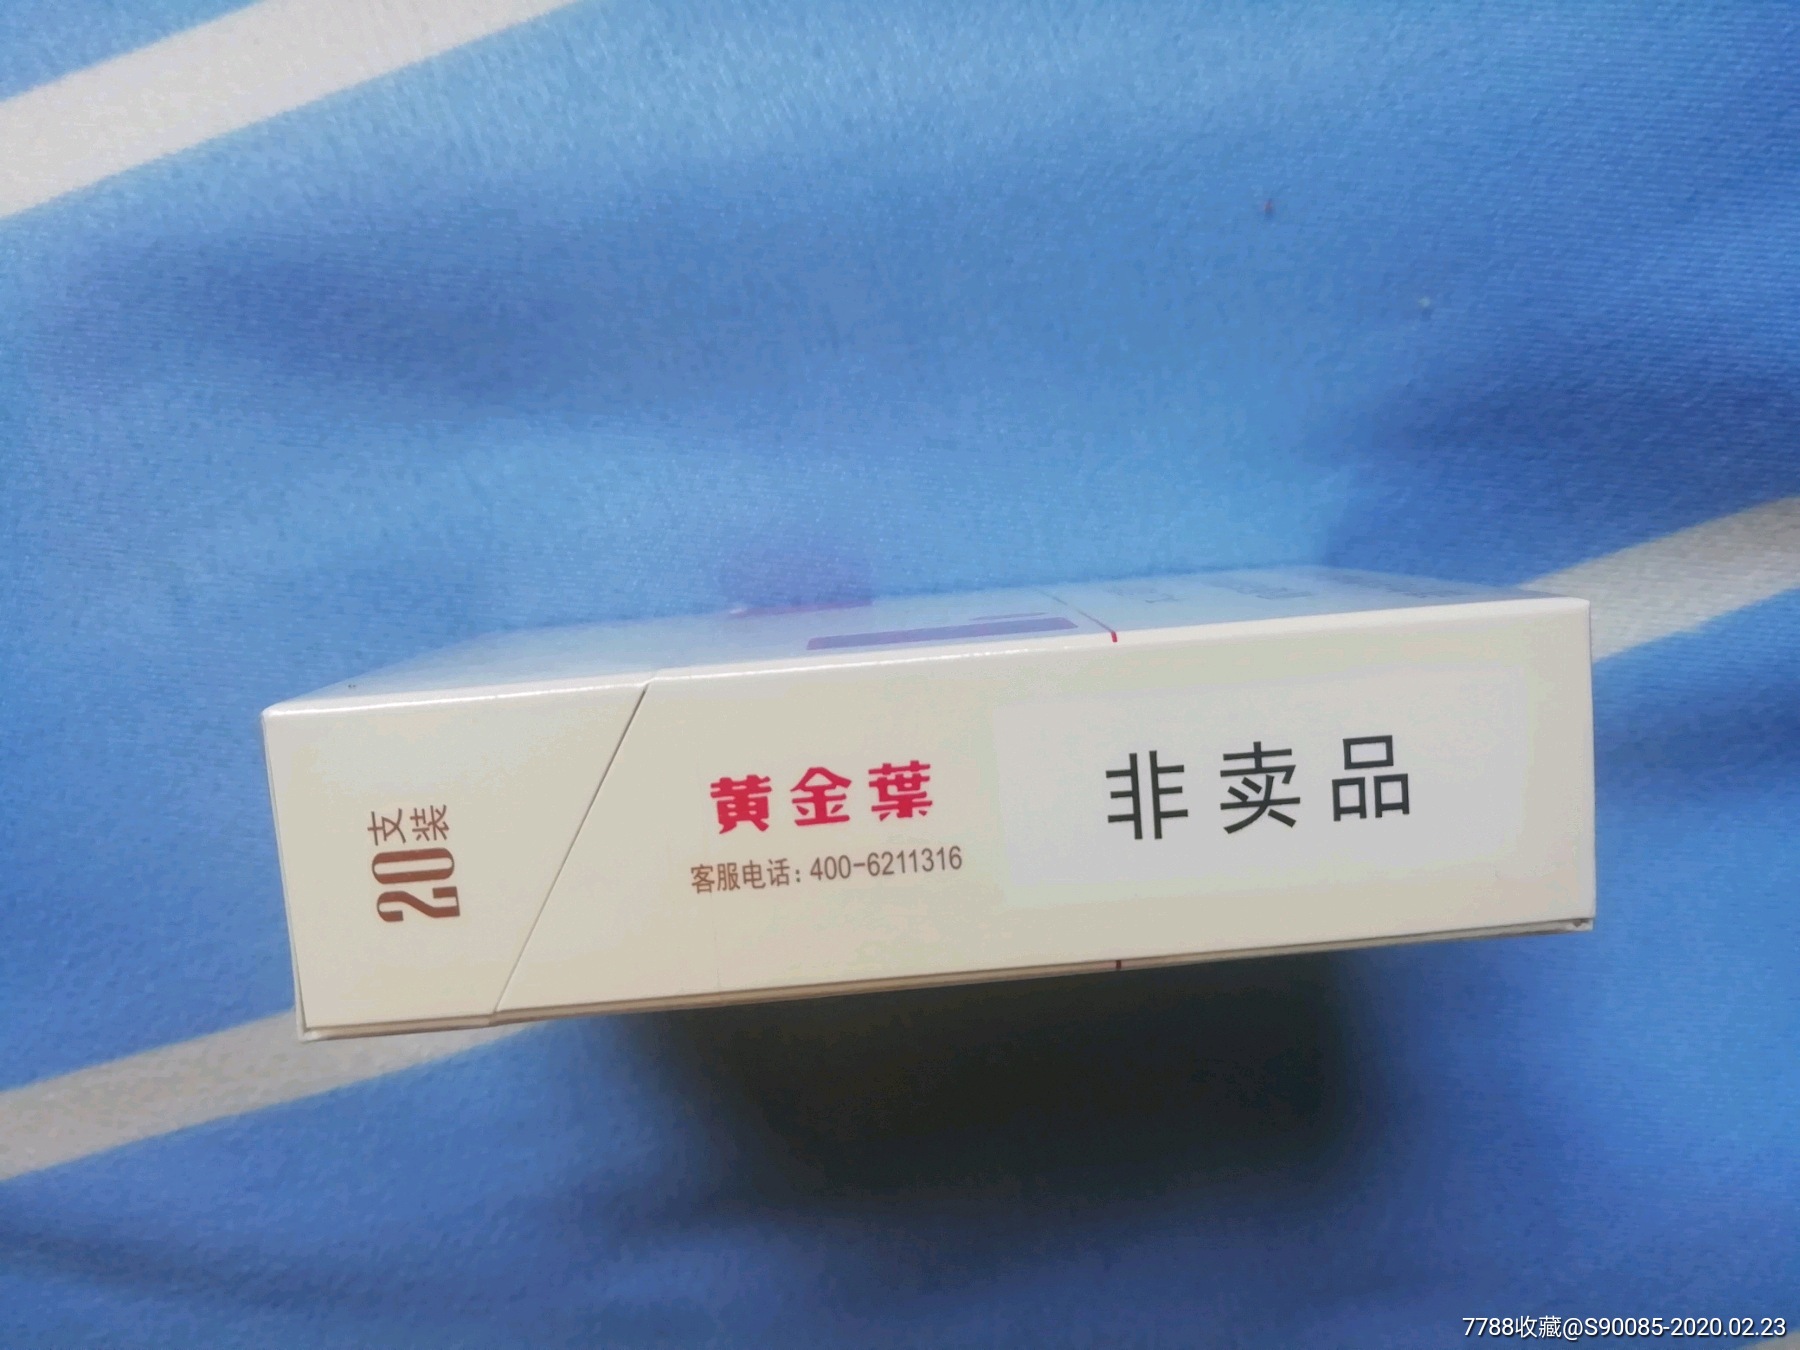 20支装
黄金葉
客服电话: 400-6211316
非卖品
7788收藏@S90085-2020.02.23